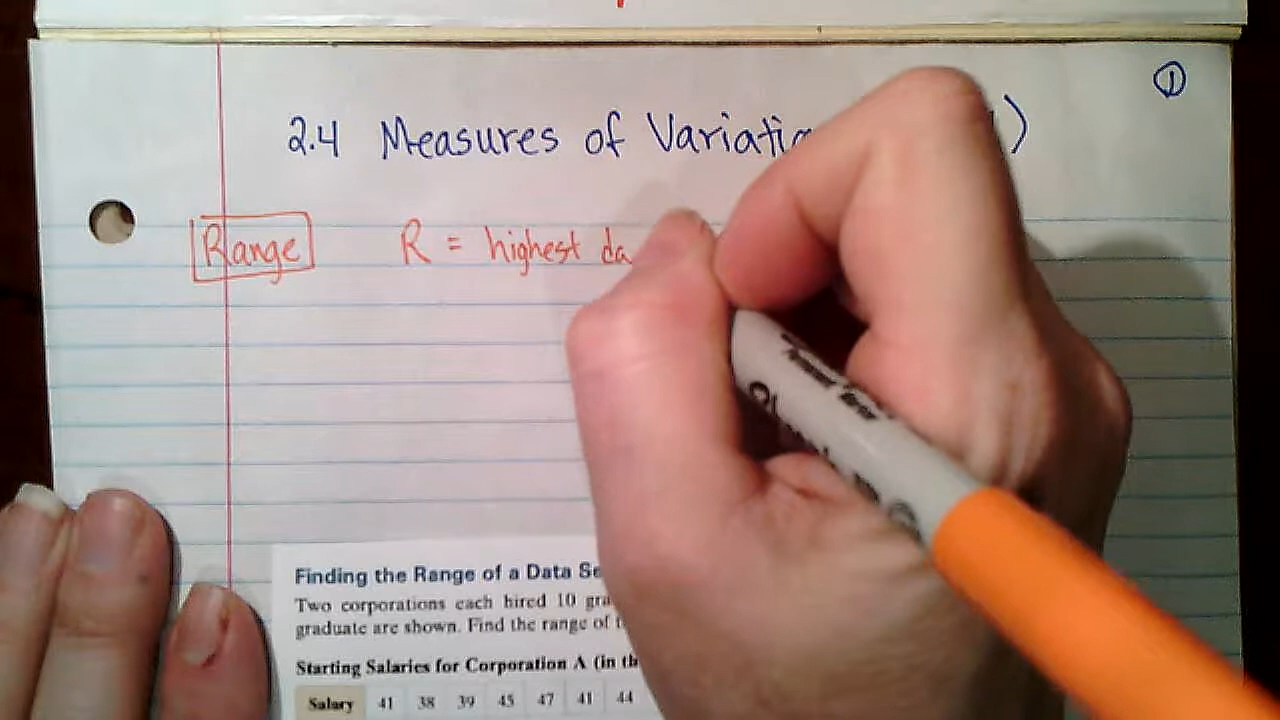 ①
2.4 Measures of Variatio )
Range R = highest da
Finding the Range of a Data Se
Two corporations each hired 10 gra
graduate are shown. Find the range of t
Starting Salaries for Corporation A (in th
Salary 41 38 39 45 47 41 44